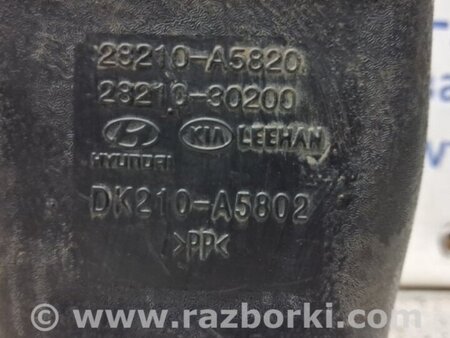 28210-A5820
28210-30200
HYUNDAI KIA LEEHAN
DK210-A5802
>PP<
© www.razborki.com